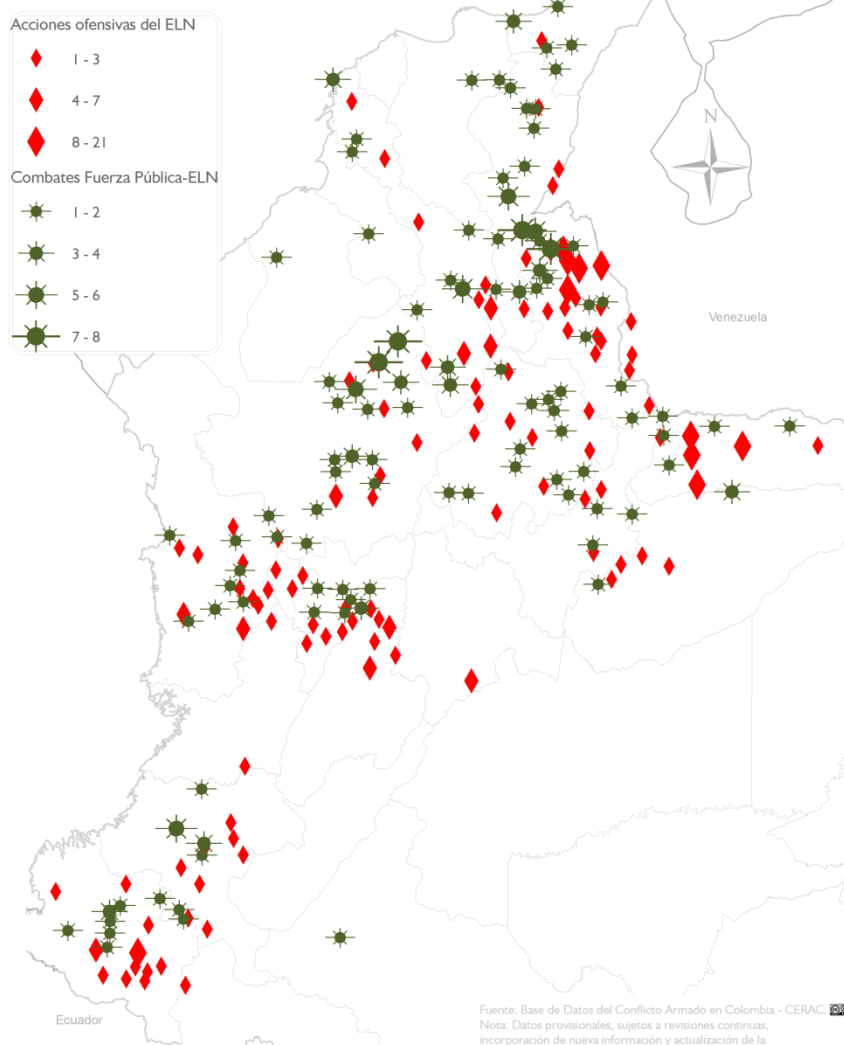 Acciones ofensivas del ELN
1 - 3
4 - 7
8 - 21
Combates Fuerza Pública-ELN
1 - 2
3 - 4
5 - 6
7 - 8
N
Venezuela
Ecuador
Fuente: Base de Datos del Conflicto Armado en Colombia - CERAC.
Nota: Datos provisionales, sujetos a revisiones continuas,
incorporación de nueva información y actualización de la